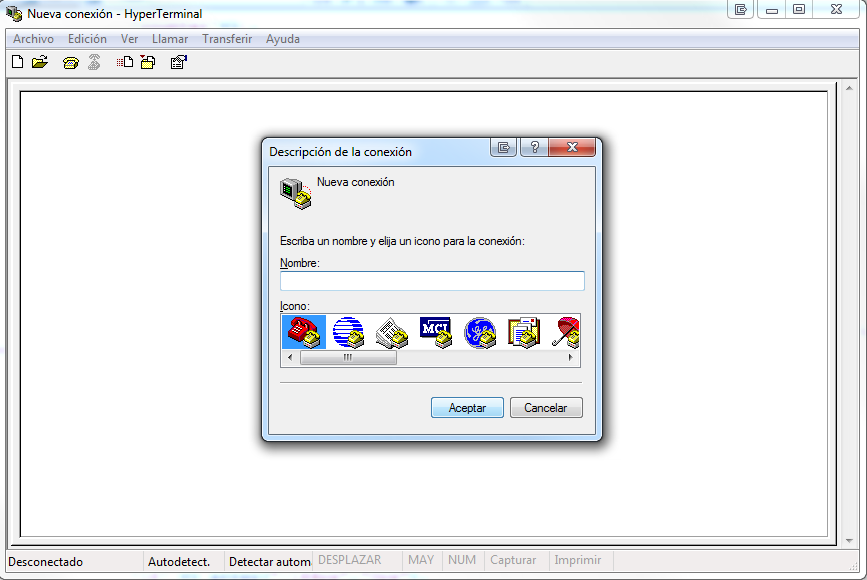 Nueva conexión - HyperTerminal
Archivo Edición Ver Llamar Transferir Ayuda
Descripción de la conexión
?
Nueva conexión
Escriba un nombre y elija un icono para la conexión:
Nombre:
Icono:
MCI
Aceptar Cancelar
Desconectado Autodetect. Detectar autom DESPLAZAR MAY NUM Capturar Imprimir